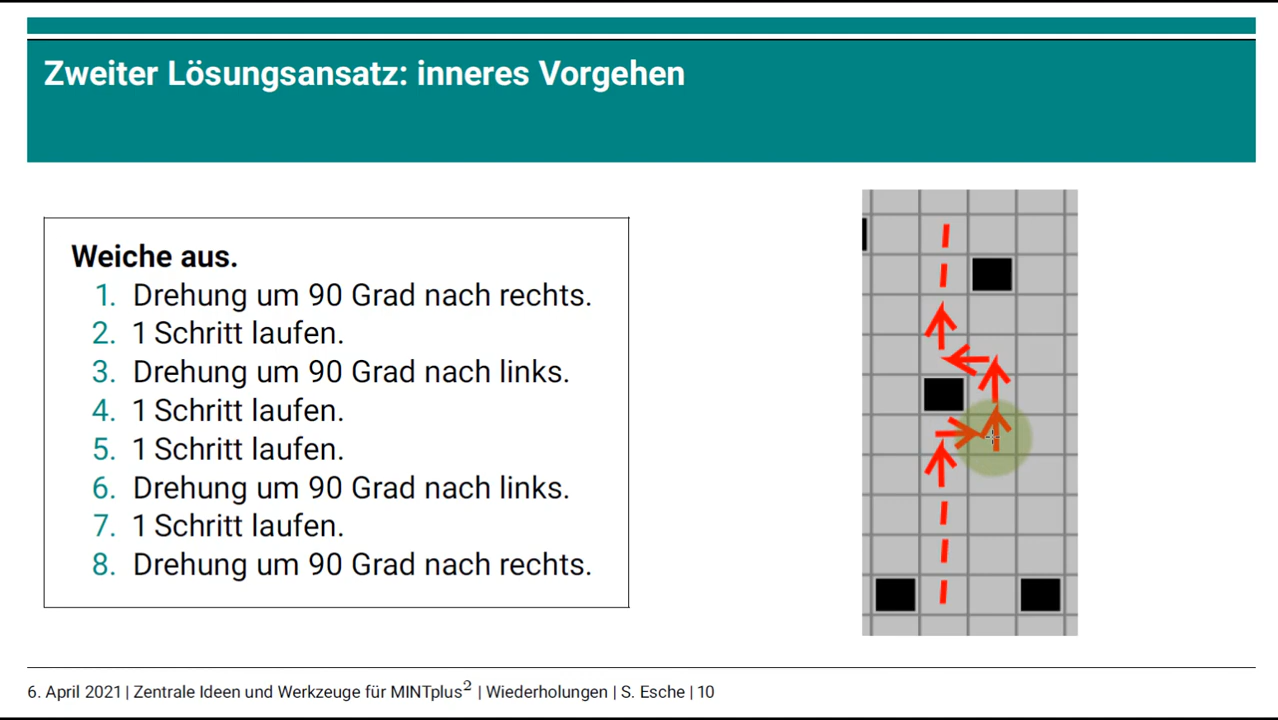 Zweiter Lösungsansatz: inneres Vorgehen
Weiche aus.
1. Drehung um 90 Grad nach rechts.
2. 1 Schritt laufen.
3. Drehung um 90 Grad nach links.
4. 1 Schritt laufen.
5. 1 Schritt laufen.
6. Drehung um 90 Grad nach links.
7. 1 Schritt laufen.
8. Drehung um 90 Grad nach rechts.
6. April 2021 | Zentrale Ideen und Werkzeuge für MINTplus² | Wiederholungen | S. Esche | 10